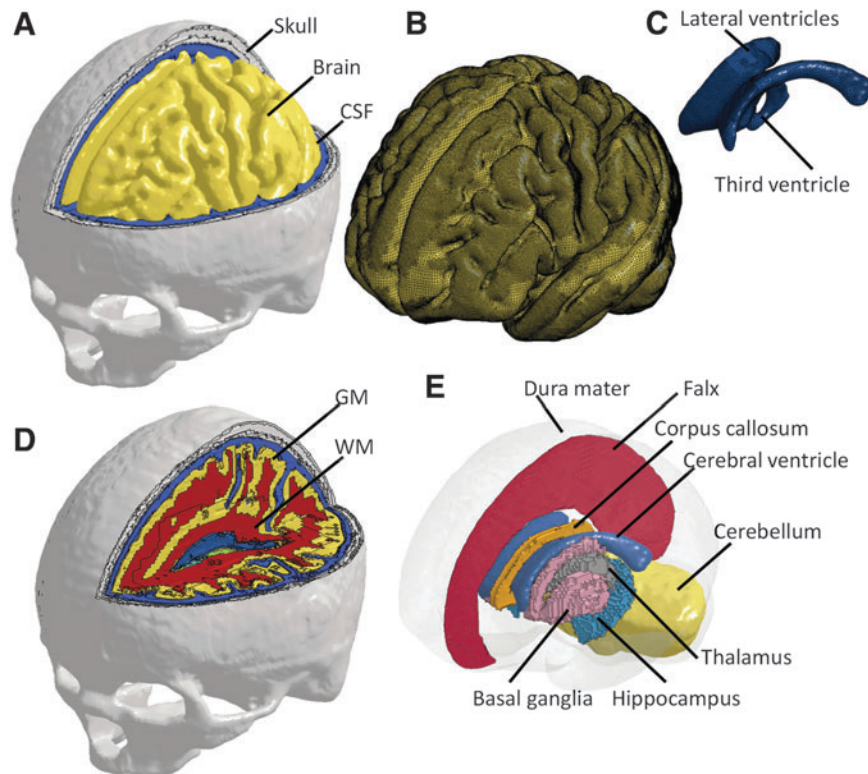 A
Skull
Brain
CSF
B
C
Lateral ventricles
Third ventricle
D
GM
WM
E
Dura mater
Falx
Corpus callosum
Cerebral ventricle
Cerebellum
Thalamus
Basal ganglia
Hippocampus